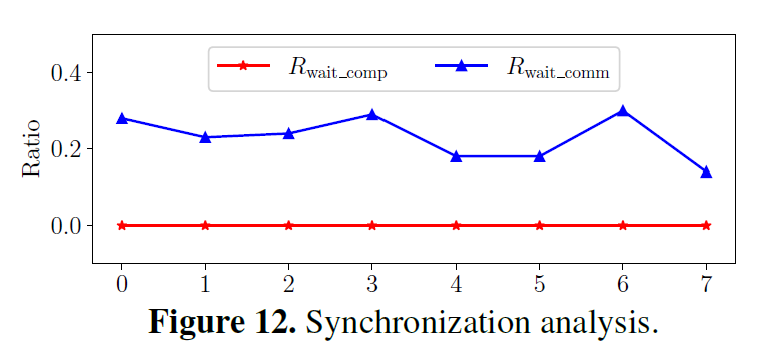 R_wait_comp R_wait_comm
Ratio
0.4
0.2
0.0
0 1 2 3 4 5 6 7
Figure 12. Synchronization analysis.